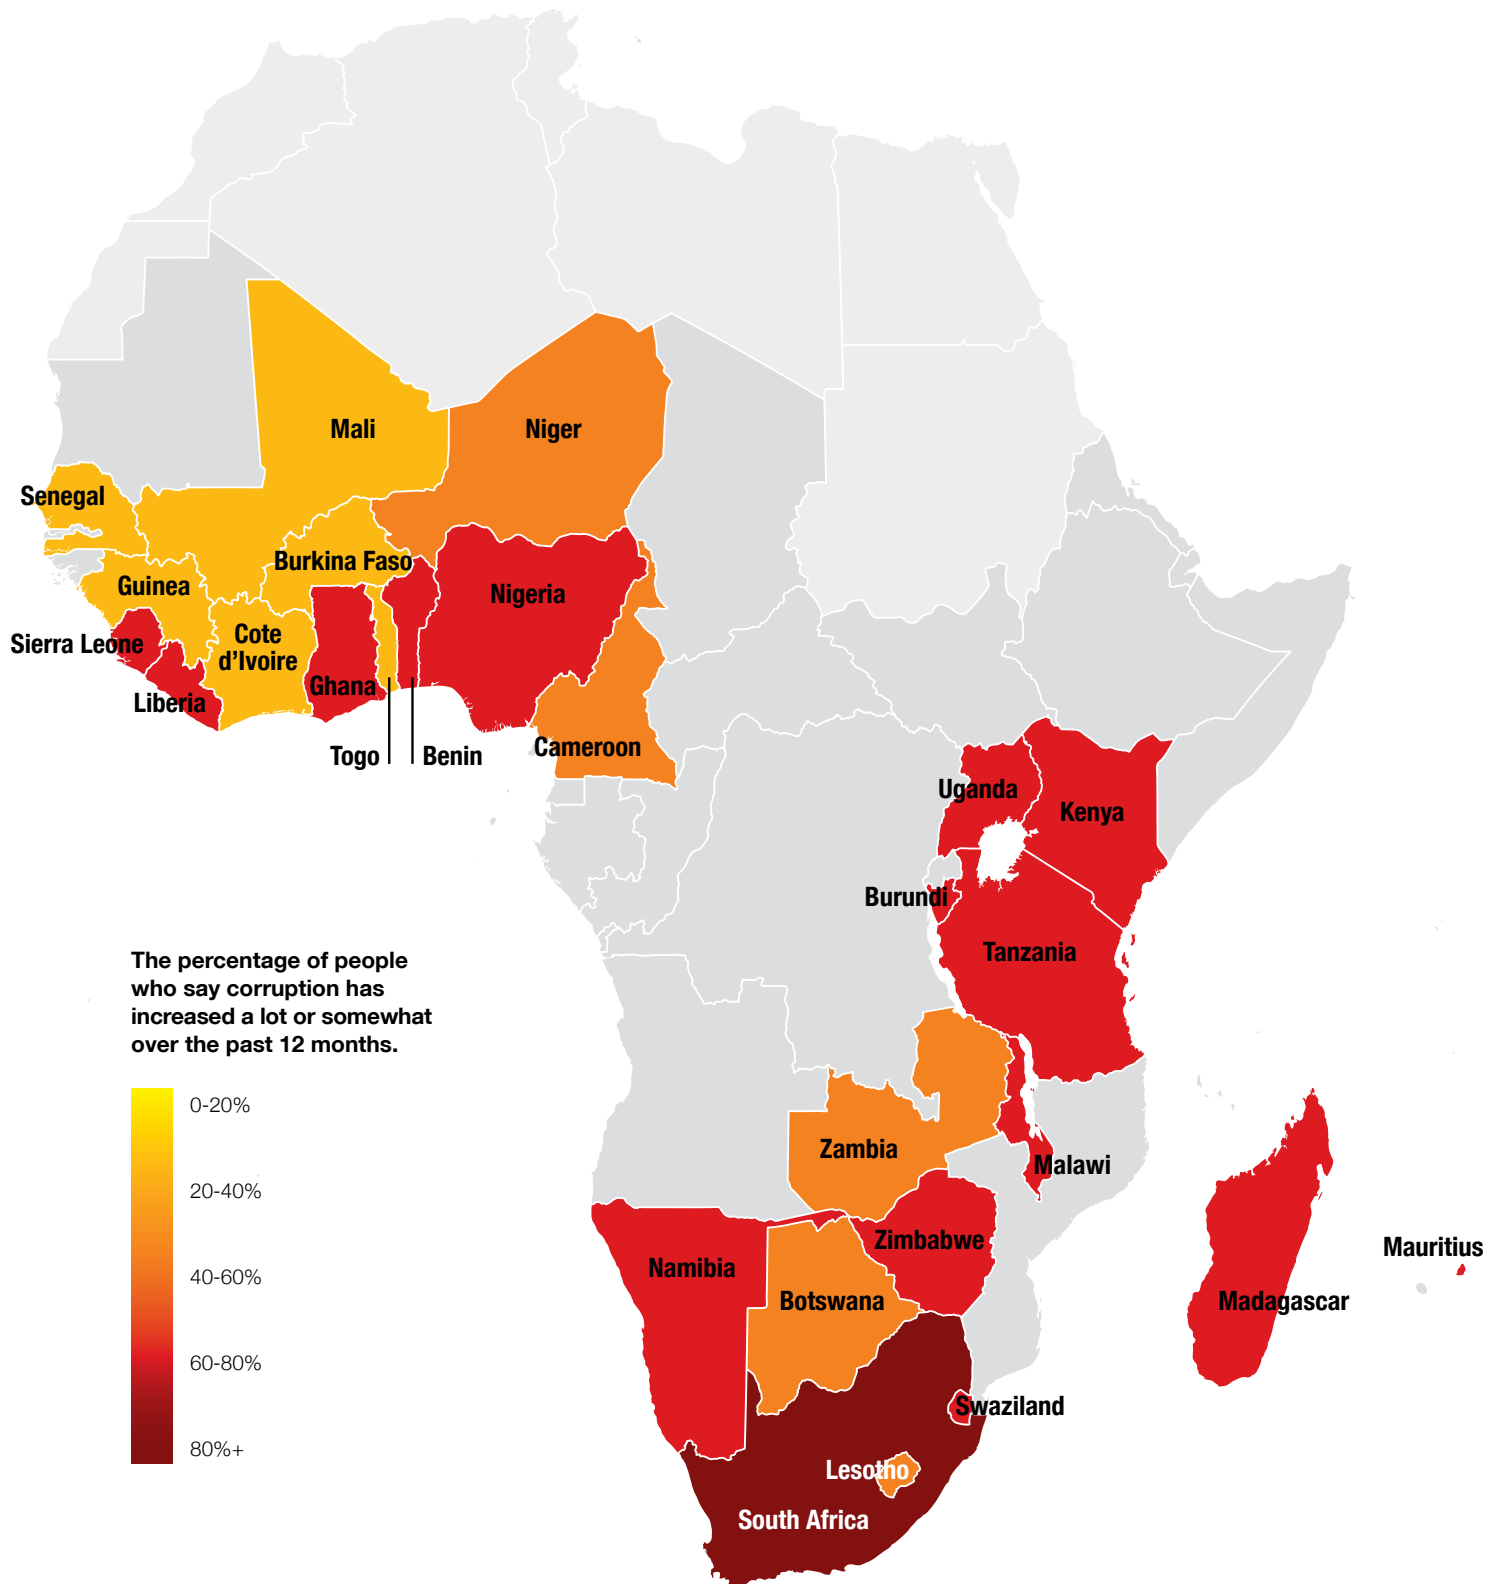 Mali
Niger
Senegal
Burkina Faso
Guinea
Nigeria
Sierra Leone
Cote
d’Ivoire
Ghana
Liberia
Togo
Benin
Cameroon
Uganda
Kenya
Burundi
Tanzania
The percentage of people
who say corruption has
increased a lot or somewhat
over the past 12 months.
0-20%
20-40%
40-60%
60-80%
80%+
Zambia
Malawi
Zimbabwe
Namibia
Botswana
Mauritius
Madagascar
Swaziland
Lesotho
South Africa